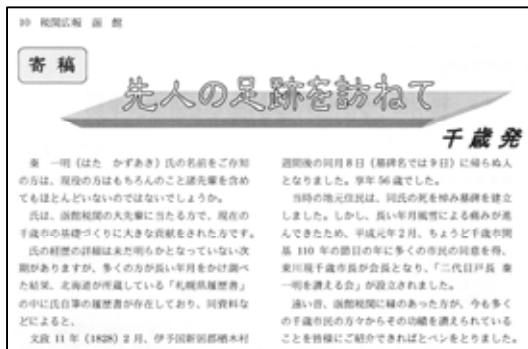 10 税関広報 函 館
寄 稿
先人の足跡を訪ねて
千歳発
秦 一明(はた かずあき)氏の名前をご存知
の方は、現役の方はもちろんのこと諸先輩を含め
てもほとんどいないのではないでしょうか。
氏は、函館税関の大先輩に当たる方で、現在の
千歳市の基礎づくりに大きな貢献をされた方です。
氏の経歴の詳細は未だ明らかとなっていない次
期がありますが、多くの方が長い年月をかけ調べ
た結果、北海道が所蔵している「札幌県履歴書」
の中に氏自筆の履歴書が存在しており、同資料な
どによると、
文政 11 年 (1828) 2 月、伊予国新居郡楢木村
週間後の同月8日(墓碑名では9日)に帰らぬ人
となりました。享年 56 歳でした。
当時の地元住民は、同氏の死を悼み墓碑を建立
しました。しかし、長い年月風雪による痛みが進
んできたため、平成元年2月、ちょうど千歳市開
基 110 年の節目の年に多くの市民の同意を得、
東川現千歳市長が会長となり、「二代目戸長 秦
一明を讃える会」が設立されました。
遠い昔、函館税関に縁のあった方が、今も多く
の千歳市民の方々からその功績を讃えられている
ことを皆様にご紹介できればとペンをとりました。